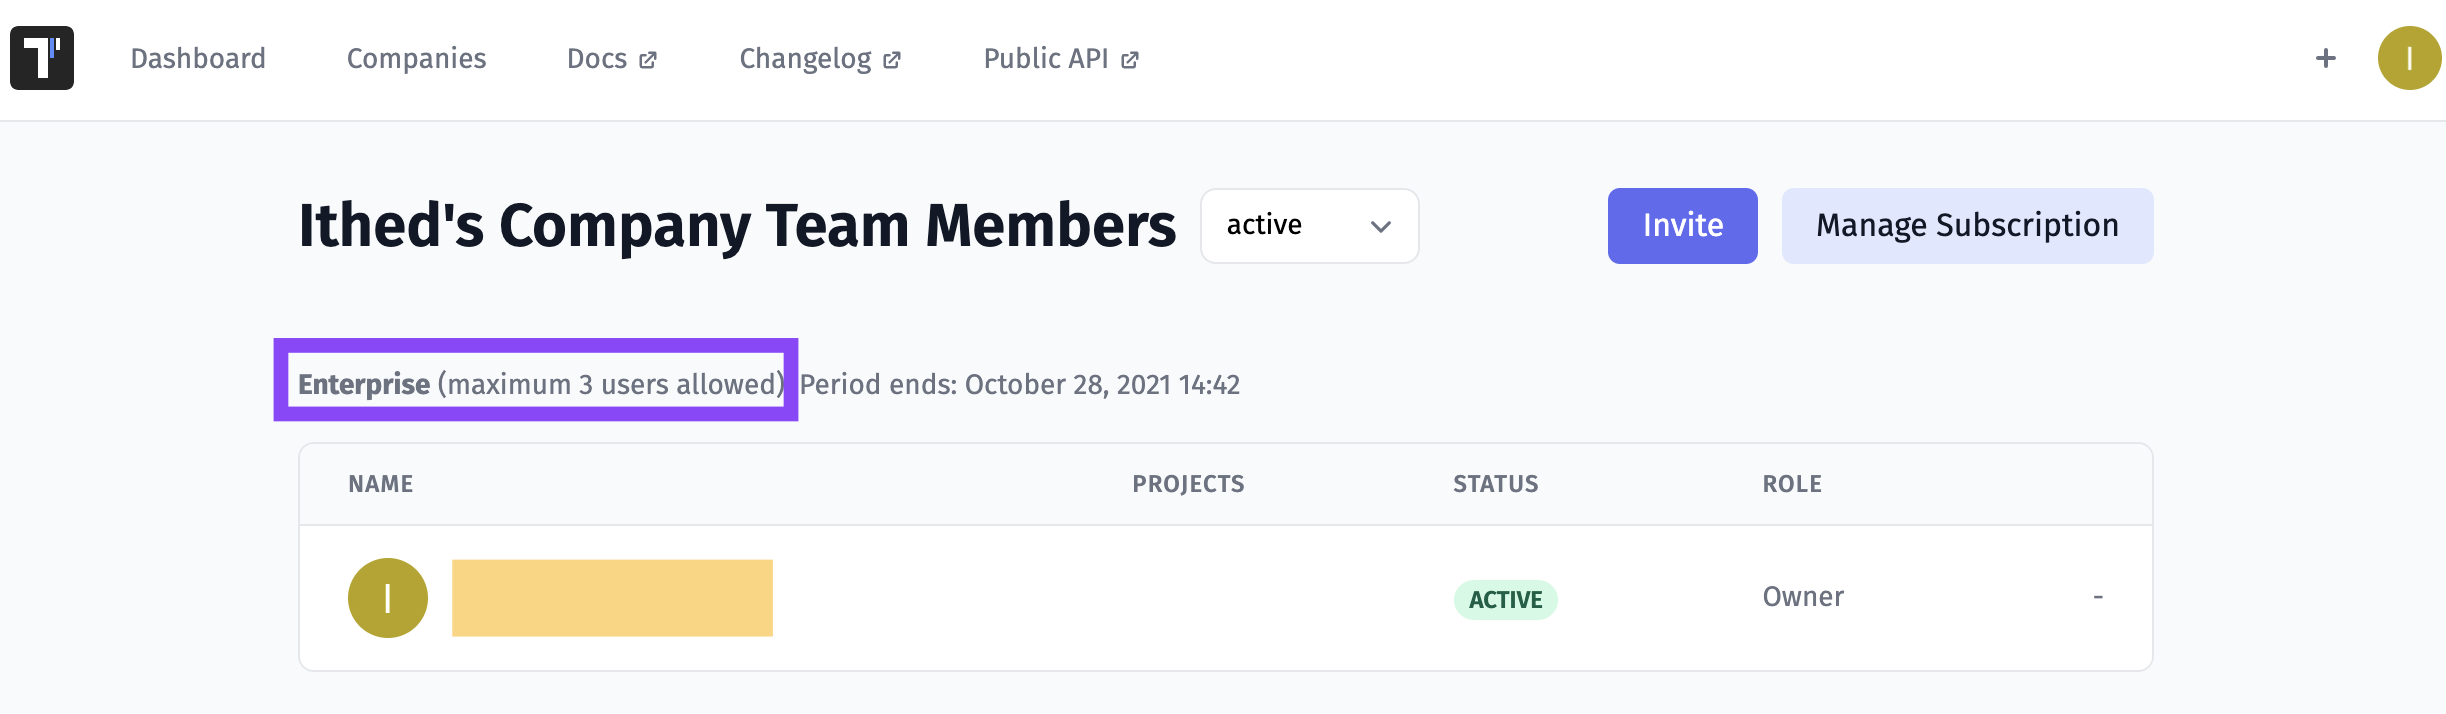 Dashboard Companies Docs Changelog Public API + I
Ithed's Company Team Members active Invite Manage Subscription
Enterprise (maximum 3 users allowed) Period ends: October 28, 2021 14:42
NAME PROJECTS STATUS ROLE
I ACTIVE Owner -